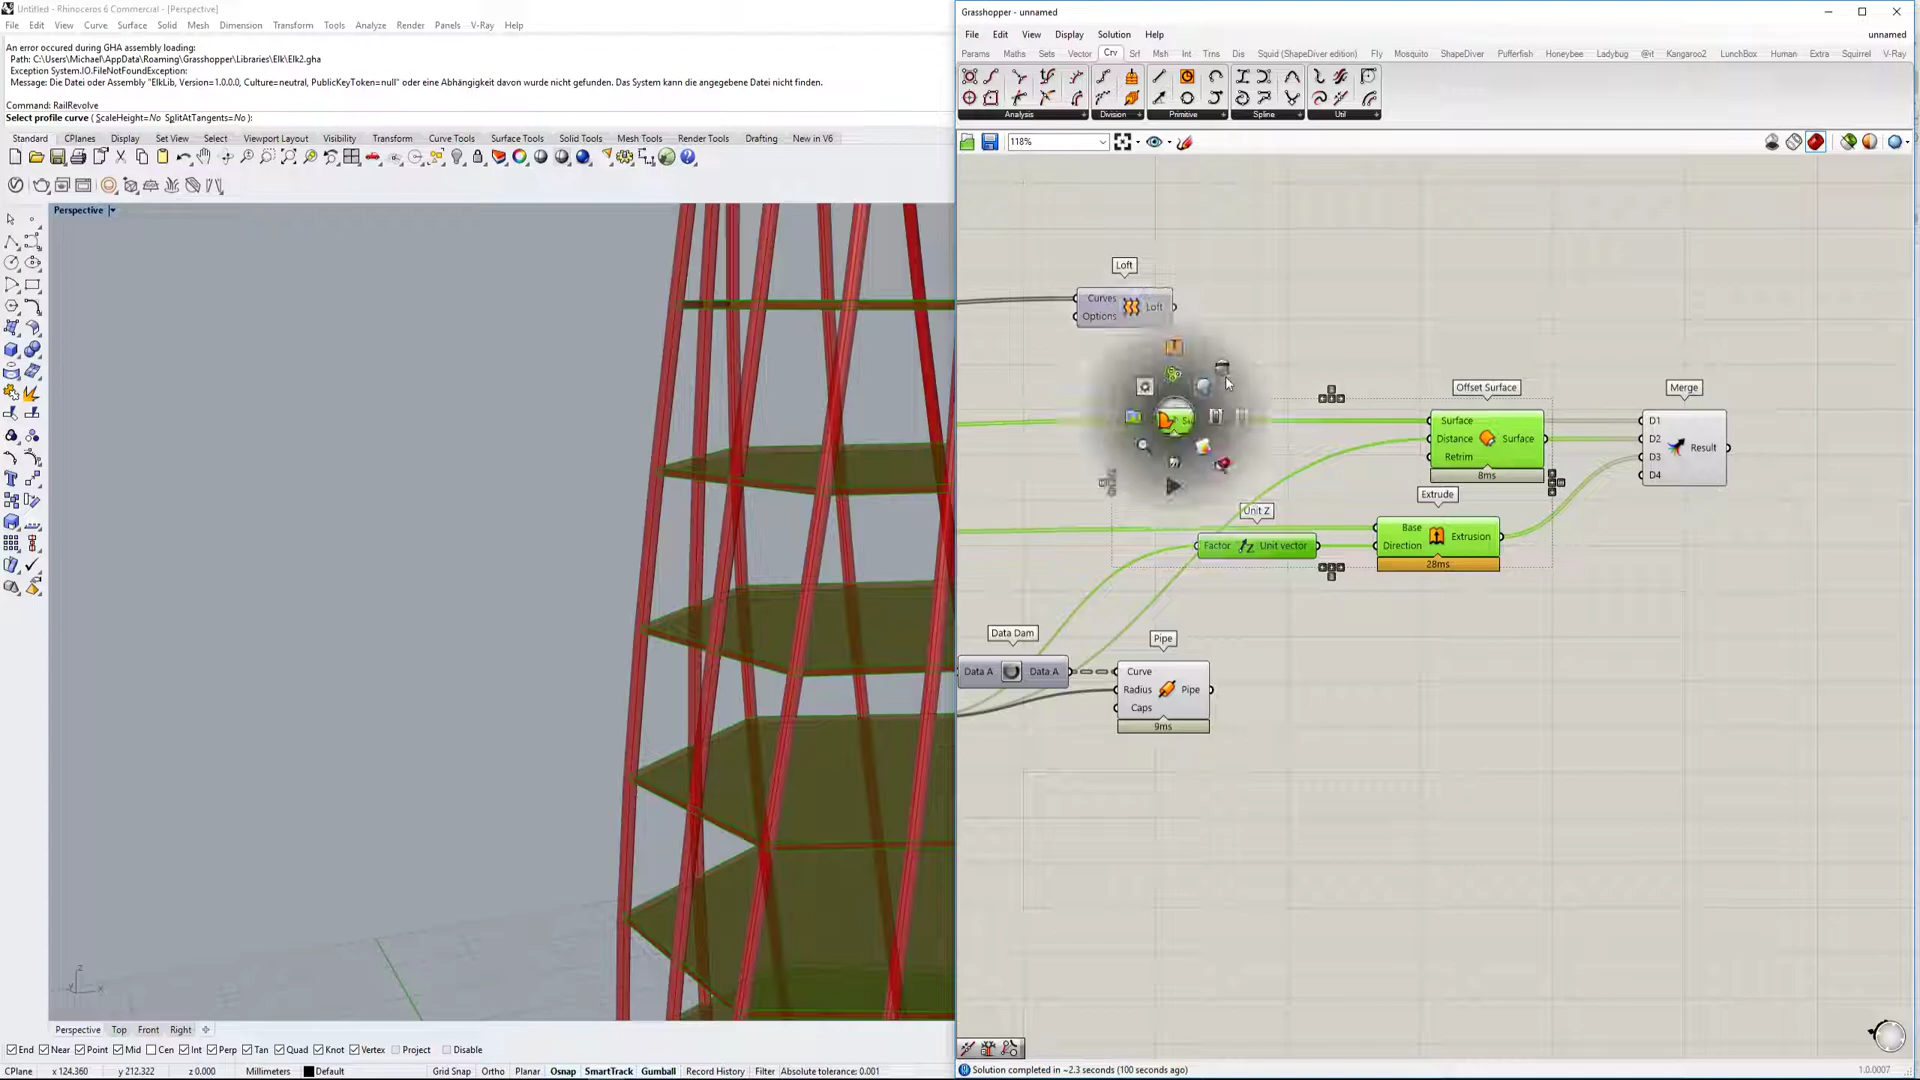 Untitled - Rhinoceros 6 Commercial - [Perspective]
File Edit View Curve Surface Solid Mesh Dimension Transform Tools Analyze Render Panels V-Ray Help
An error occured during GHA assembly loading:
Path: C:\Users\Michael\AppData\Roaming\Grasshopper\Libraries\Elk\Elk2.gha
Exception System.IO.FileNotFoundException:
Message: Die Datei oder Assembly "ElkLib, Version=1.0.0.0, Culture=neutral, PublicKeyToken=null" oder eine Abhängigkeit davon wurde nicht gefunden. Das System kann die angegebene Datei nicht finden.
Command: RailRevolve
Select profile curve ( ScaleHeight=No SplitAtTangents=No ):
Standard CPlanes Display Set View Select Viewport Layout Visibility Transform Curve Tools Surface Tools Solid Tools Mesh Tools Render Tools Drafting New in V6
Perspective
Perspective Top Front Right
End Near Point Mid Cen Int Perp Tan Quad Knot Vertex Project Disable
CPlane x 124.360 y 212.322 z 0.000 Millimeters Default Grid Snap Ortho Planar Osnap SmartTrack Gumball Record History Filter Absolute tolerance: 0.001
Grasshopper - unnamed
File Edit View Display Solution Help unnamed
Params Maths Sets Vector Crv Srf Msh Int Trns Dis Squid (ShapeDiver edition) Fly Mosquito ShapeDiver Pufferfish Honeybee Ladybug @it Kangaroo2 LunchBox Human Extra Squirrel V-Ray
Analysis Division Primitive Spline Util
118%
Loft
Curves
Loft
Options
Offset Surface
Surface
Distance
Surface
Retrim
8ms
Merge
D1
D2
Result
D3
D4
Unit Z
Factor
Unit vector
Extrude
Base
Extrusion
Direction
28ms
Data Dam
Data A
Data A
Pipe
Curve
Radius
Pipe
Caps
9ms
Solution completed in ~2.3 seconds (100 seconds ago)
1.0.0007
z
x